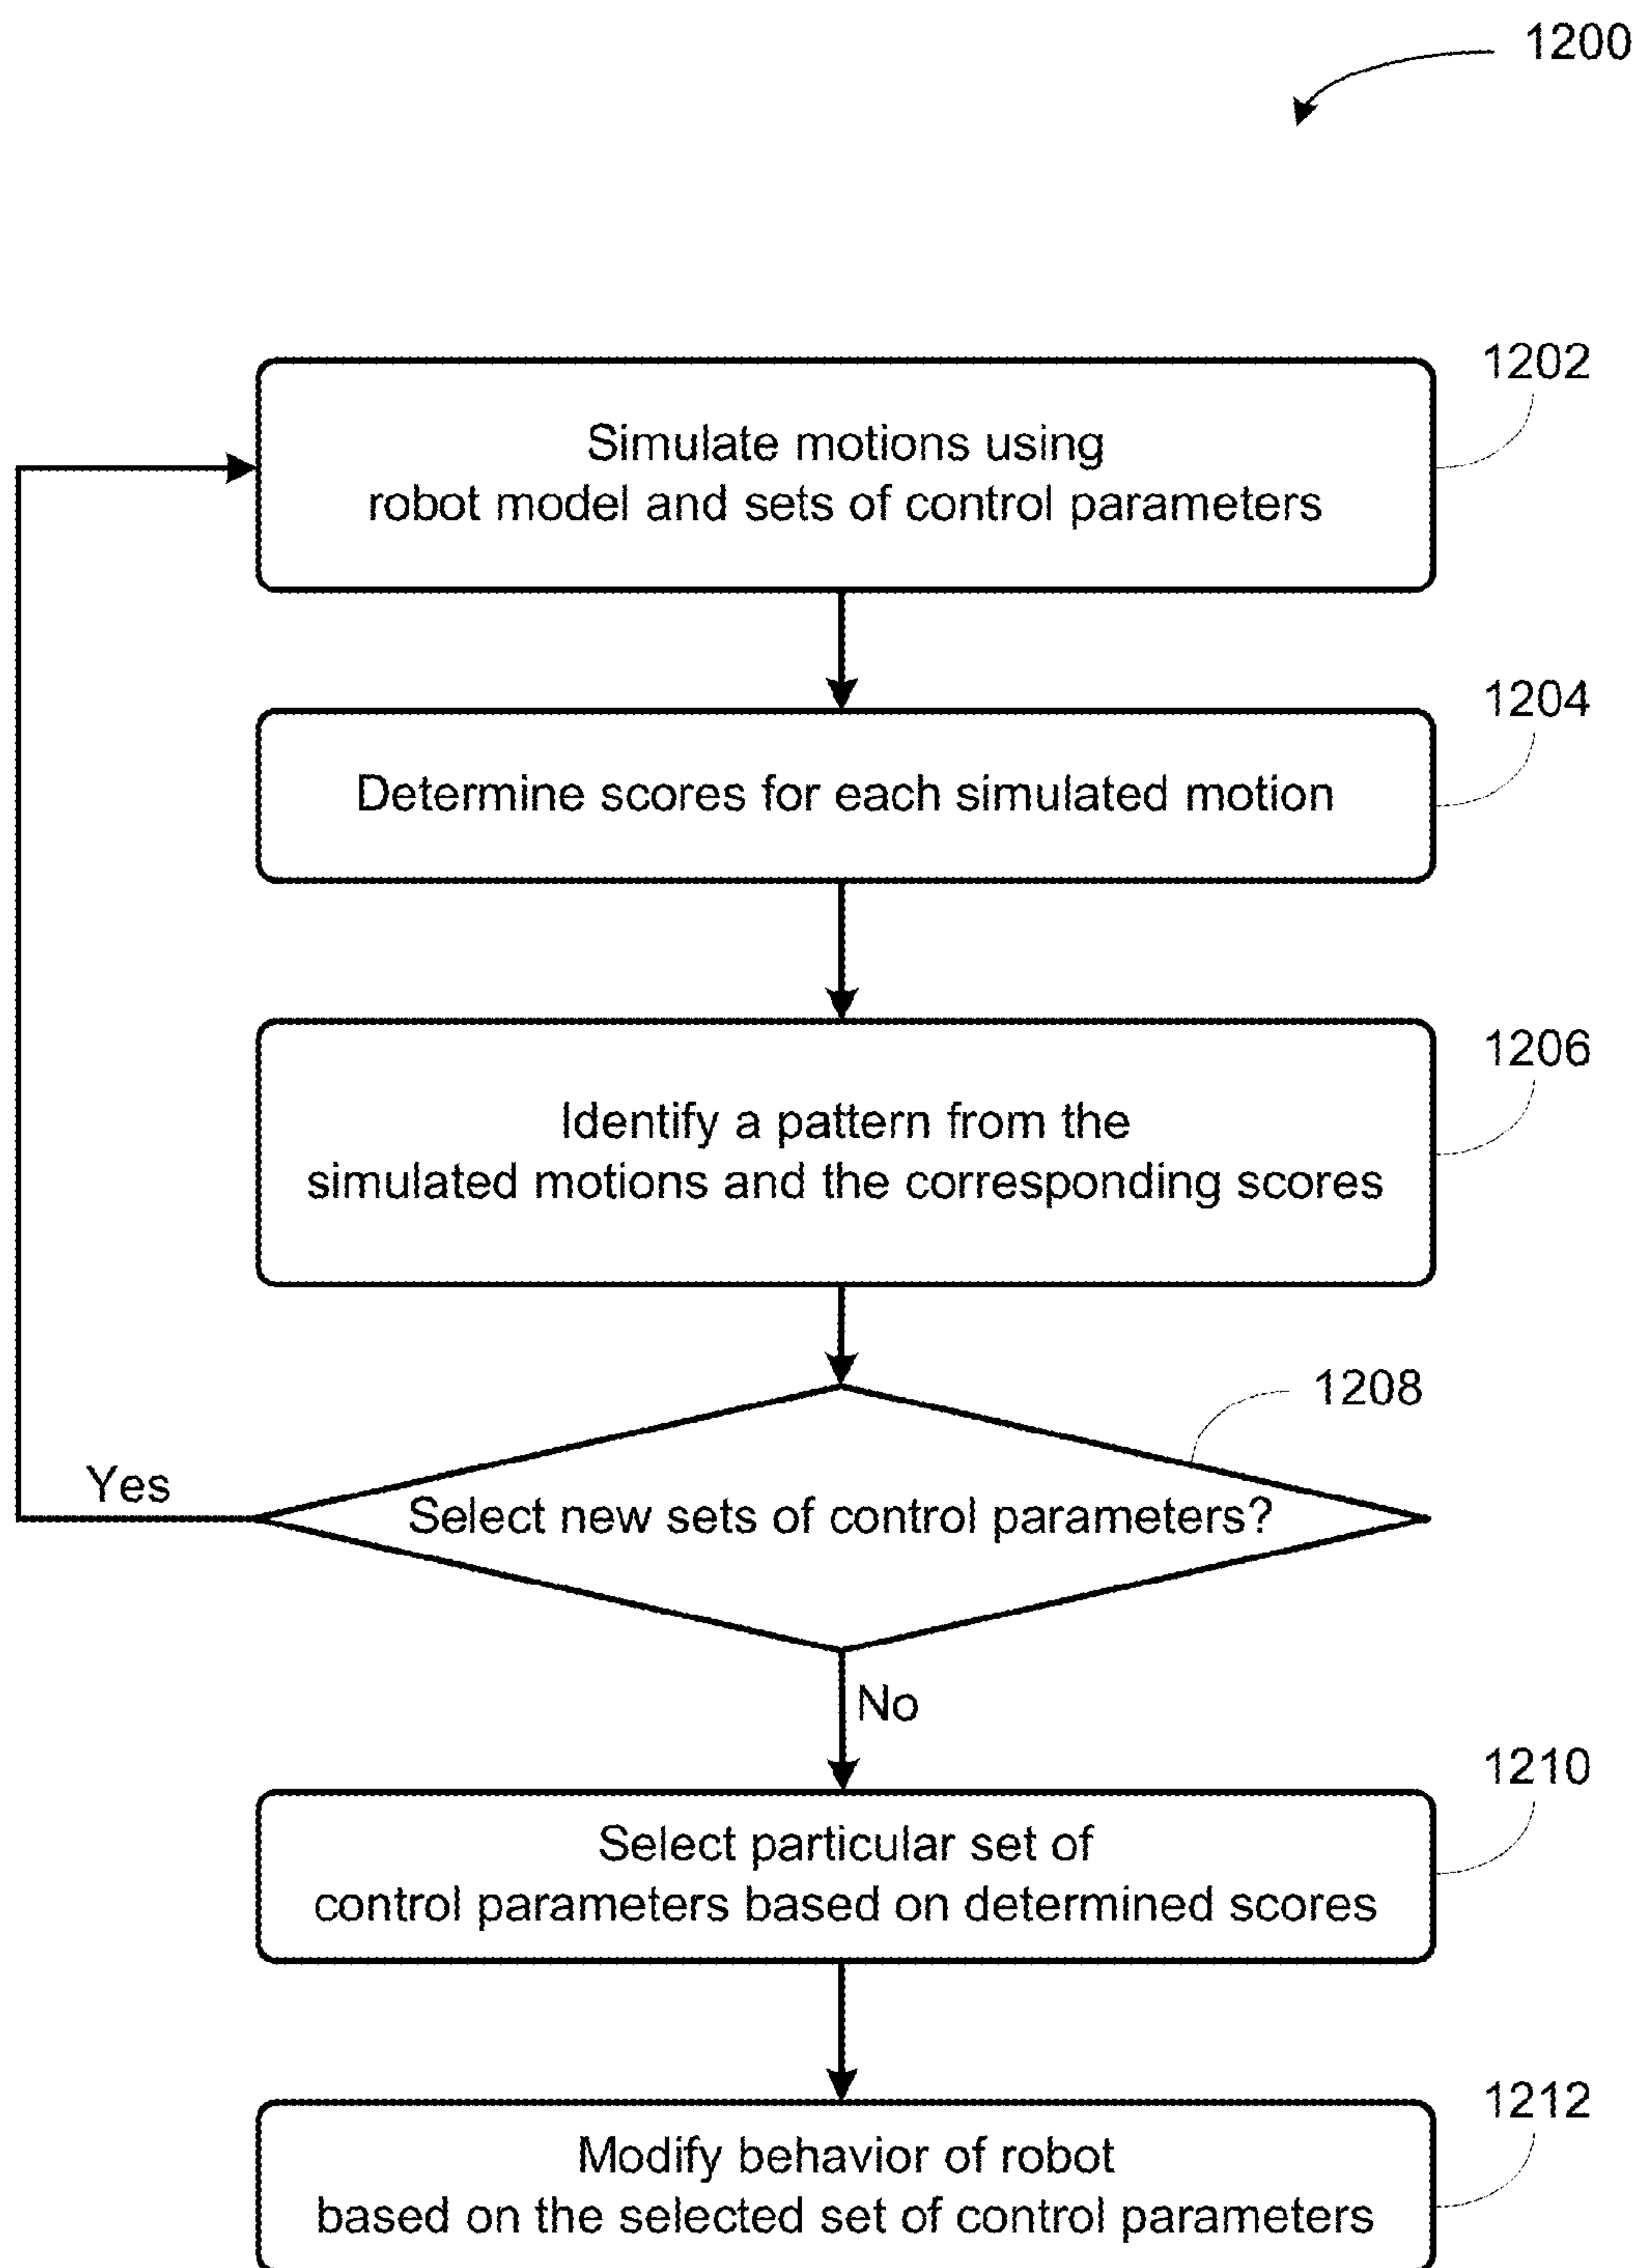 1200
1202
Simulate motions using
robot model and sets of control parameters
1204
Determine scores for each simulated motion
1206
Identify a pattern from the
simulated motions and the corresponding scores
1208
Yes
Select new sets of control parameters?
No
1210
Select particular set of
control parameters based on determined scores
1212
Modify behavior of robot
based on the selected set of control parameters